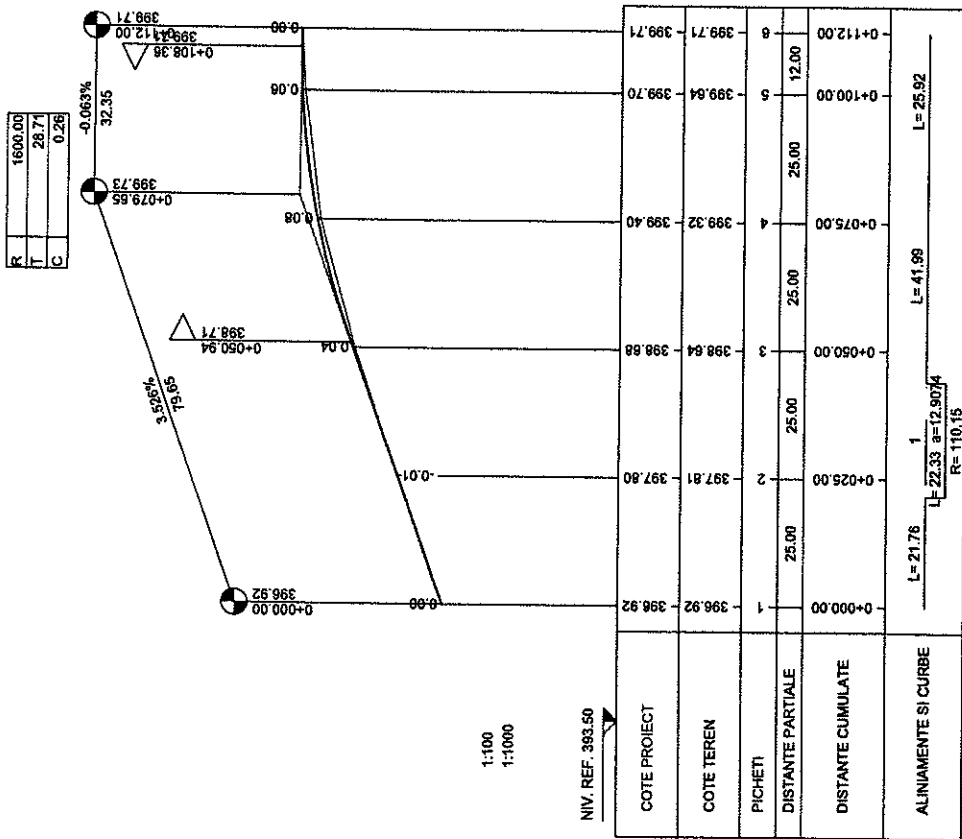 R 1600.00
T 28.71
C 0.26
3.526%
79.65
-0.063%
32.35
0+000.00
396.92
0+050.94
398.71
0+079.65
399.73
0+108.36
399.71
0+112.00
399.71
0.00
-0.01
0.04
0.08
0.06
0.00
1:100
1:1000
NIV. REF. 393.50
COTE PROIECT 396.92 397.80 398.68 399.40 399.70 399.71
COTE TEREN 396.92 397.81 398.64 399.32 399.64 399.71
PICHETI 1 2 3 4 5 6
DISTANTE PARTIALE 25.00 25.00 25.00 25.00 12.00
DISTANTE CUMULATE 0+000.00 0+025.00 0+050.00 0+075.00 0+100.00 0+112.00
ALINIAMENTE SI CURBE L= 21.76 1 L= 41.99 L= 25.92
L= 22.33 a=12.9074
R= 110.15